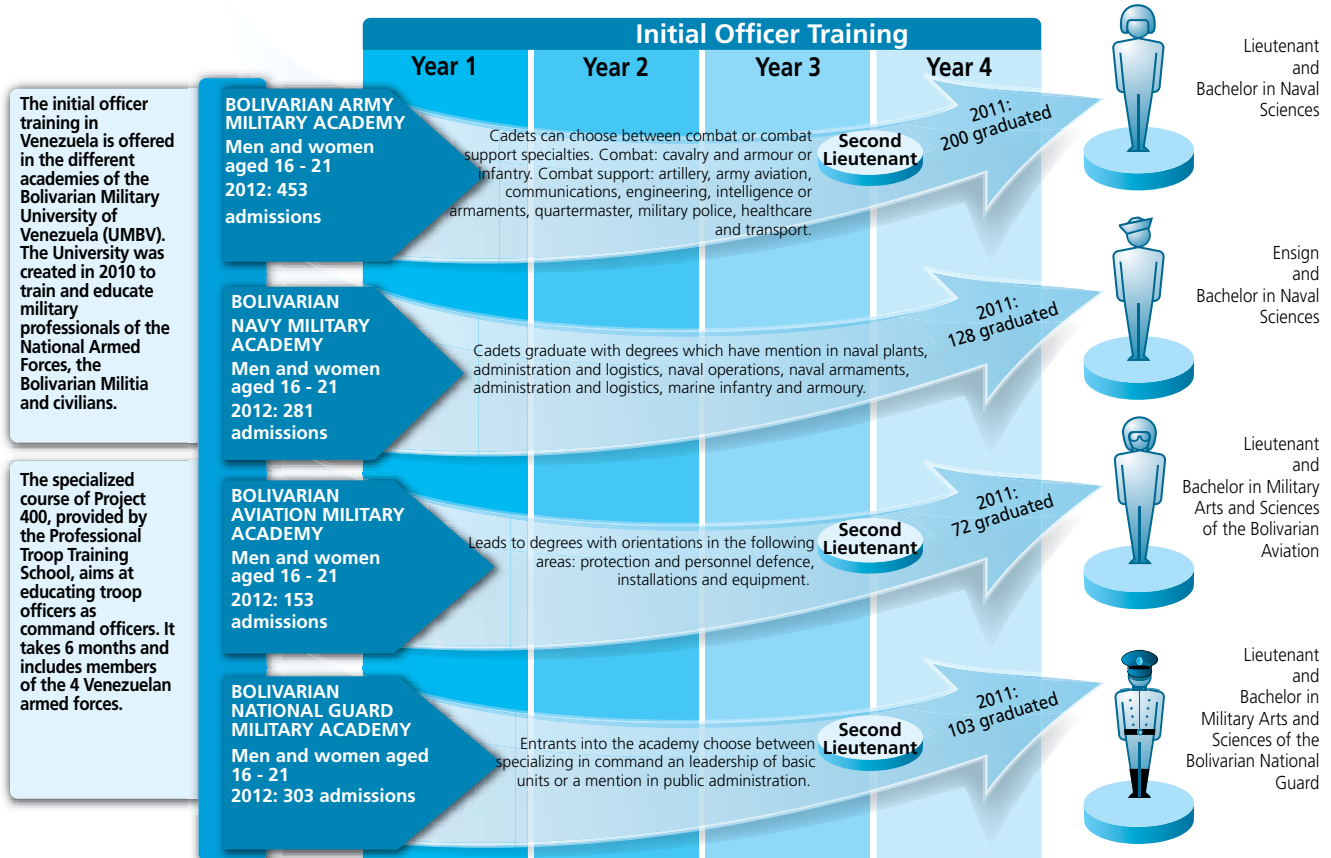 Initial Officer Training
Year 1
Year 2
Year 3
Year 4
The initial officer
training in
Venezuela is offered
in the different
academies of the
Bolivarian Military
University of
Venezuela (UMBV).
The University was
created in 2010 to
train and educate
military
professionals of the
National Armed
Forces, the
Bolivarian Militia
and civilians.
The specialized
course of Project
400, provided by
the Professional
Troop Training
School, aims at
educating troop
officers as
command officers. It
takes 6 months and
includes members
of the 4 Venezuelan
armed forces.
BOLIVARIAN ARMY
MILITARY ACADEMY
Men and women
aged 16 - 21
2012: 453
admissions
Cadets can choose between combat or combat
support specialties. Combat: cavalry and armour or
infantry. Combat support: artillery, army aviation,
communications, engineering, intelligence or
armaments, quartermaster, military police, healthcare
and transport.
Second
Lieutenant
2011:
200 graduated
Lieutenant
and
Bachelor in Naval
Sciences
BOLIVARIAN
NAVY MILITARY
ACADEMY
Men and women
aged 16 - 21
2012: 281
admissions
Cadets graduate with degrees which have mention in naval plants,
administration and logistics, naval operations, naval armaments,
administration and logistics, marine infantry and armoury.
2011:
128 graduated
Ensign
and
Bachelor in Naval
Sciences
BOLIVARIAN
AVIATION MILITARY
ACADEMY
Men and women
aged 16 - 21
2012: 153
admissions
Leads to degrees with orientations in the following
areas: protection and personnel defence,
installations and equipment.
Second
Lieutenant
2011:
72 graduated
Lieutenant
and
Bachelor in Military
Arts and Sciences
of the Bolivarian
Aviation
BOLIVARIAN
NATIONAL GUARD
MILITARY ACADEMY
Men and women aged
16 - 21
2012: 303 admissions
Entrants into the academy choose between
specializing in command an leadership of basic
units or a mention in public administration.
Second
Lieutenant
2011:
103 graduated
Lieutenant
and
Bachelor in
Military Arts and
Sciences of the
Bolivarian National
Guard